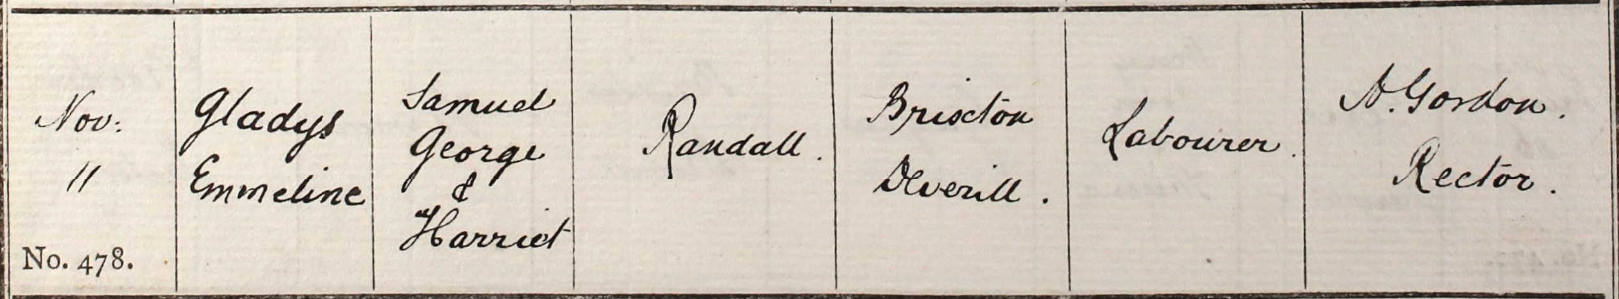 Nov:
11
No. 478.
Gladys
Emmeline
Samuel
George
&
Harriet
Randall.
Brixton
Deverill.
Labourer.
A. Gordon.
Rector.